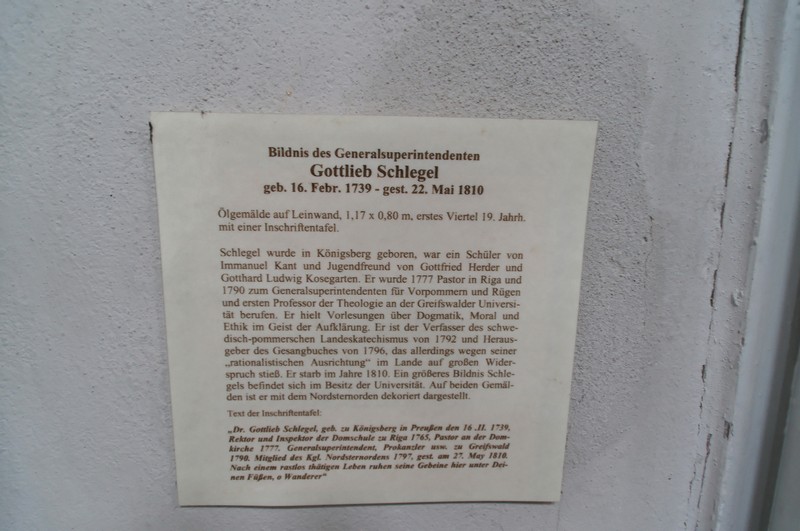 Bildnis des Generalsuperintendenten
Gottlieb Schlegel
geb. 16. Febr. 1739 - gest. 22. Mai 1810
Ölgemälde auf Leinwand, 1,17 x 0,80 m, erstes Viertel 19. Jahrh.
mit einer Inschriftentafel.
Schlegel wurde in Königsberg geboren, war ein Schüler von
Immanuel Kant und Jugendfreund von Gottfried Herder und
Gotthard Ludwig Kosegarten. Er wurde 1777 Pastor in Riga und
1790 zum Generalsuperintendenten für Vorpommern und Rügen
und ersten Professor der Theologie an der Greifswalder Universi-
tät berufen. Er hielt Vorlesungen über Dogmatik, Moral und
Ethik im Geist der Aufklärung. Er ist der Verfasser des schwe-
disch-pommerschen Landeskatechismus von 1792 und Heraus-
geber des Gesangbuches von 1796, das allerdings wegen seiner
„rationalistischen Ausrichtung" im Lande auf großen Wider-
spruch stieß. Er starb im Jahre 1810. Ein größeres Bildnis Schle-
gels befindet sich im Besitz der Universität. Auf beiden Gemäl-
den ist er mit dem Nordsternorden dekoriert dargestellt.
Text der Inschriftentafel:
„Dr. Gottlieb Schlegel, geb. zu Königsberg in Preußen den 16 .II. 1739,
Rektor und Inspektor der Domschule zu Riga 1765, Pastor an der Dom-
kirche 1777. Generalsuperintendent, Prokanzler usw. zu Greifswald
1790. Mitglied des Kgl. Nordsternordens 1797, gest. am 27. May 1810.
Nach einem rastlos thätigen Leben ruhen seine Gebeine hier unter Dei-
nen Füßen, o Wanderer"